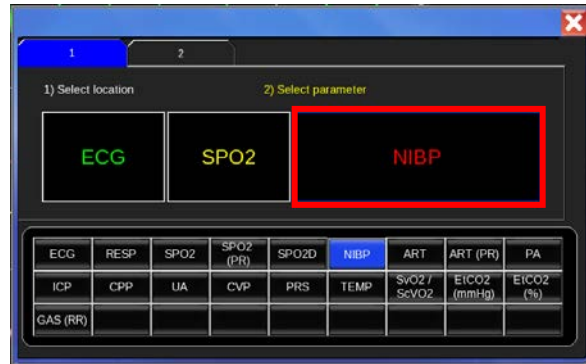 1 2
1) Select location 2) Select parameter
ECG SPO2 NIBP
ECG RESP SPO2 SPO2 (PR) SPO2D NIBP ART ART (PR) PA
ICP CPP UA CVP PRS TEMP SvO2 / ScVO2 EtCO2 (mmHg) EtCO2 (%)
GAS (RR)